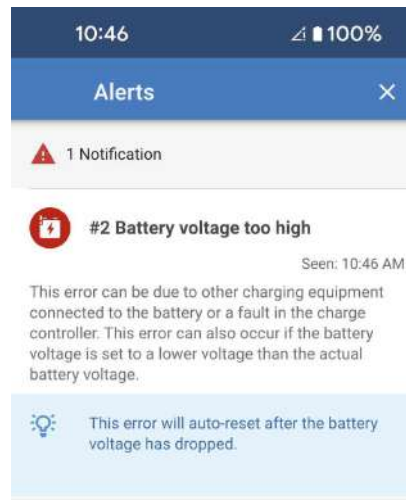 10:46 100%
Alerts
1 Notification
#2 Battery voltage too high
Seen: 10:46 AM
This error can be due to other charging equipment
connected to the battery or a fault in the charge
controller. This error can also occur if the battery
voltage is set to a lower voltage than the actual
battery voltage.
This error will auto-reset after the battery
voltage has dropped.